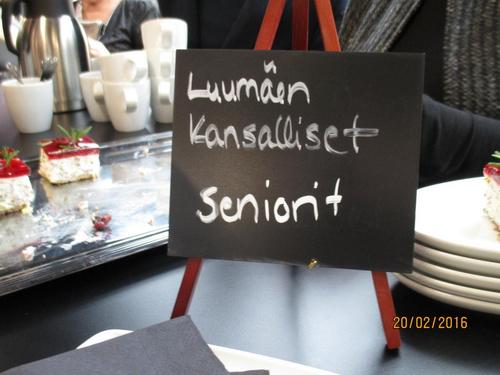 Luumäen
Kansalliset
Seniorit
20/02/2016